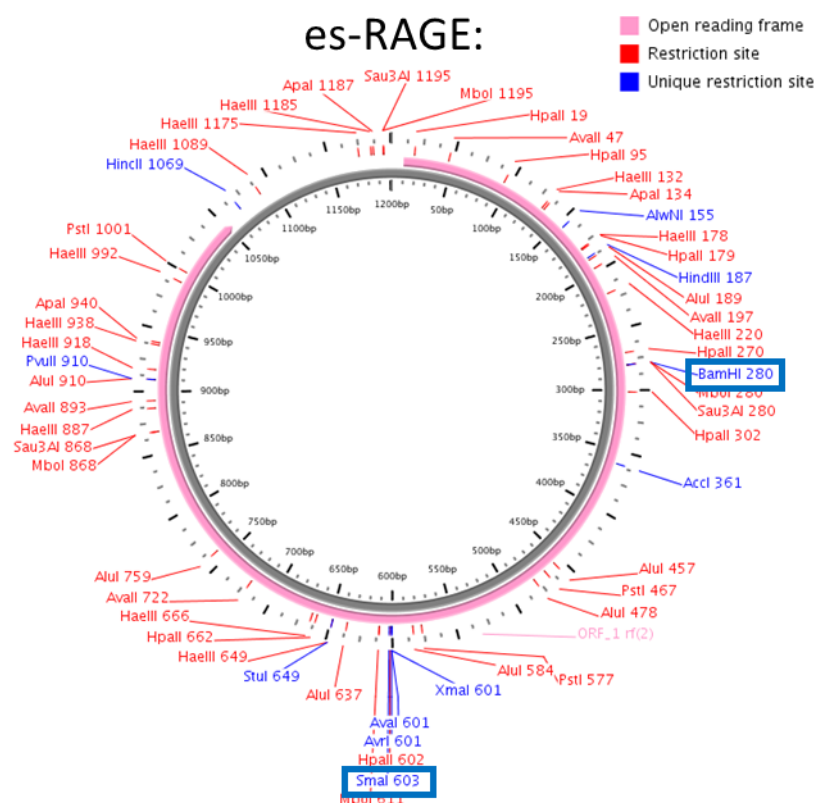 es-RAGE:
Open reading frame
Restriction site
Unique restriction site
Sau3AI 1195
ApaI 1187
MboI 1195
HaeIII 1185
HpaII 19
HaeIII 1175
AvaII 47
HaeIII 1089
HpaII 95
HincII 1069
HaeIII 132
ApaI 134
AlwNI 155
PstI 1001
HaeIII 178
HaeIII 992
HpaII 179
HindIII 187
AluI 189
ApaI 940
AvaII 197
HaeIII 938
HaeIII 220
HaeIII 918
HpaII 270
PvuII 910
BamHI 280
AluI 910
MboI 280
AvaII 893
Sau3AI 280
HaeIII 887
HpaII 302
Sau3AI 868
MboI 868
AccI 361
AluI 759
AluI 457
AvaII 722
PstI 467
HaeIII 666
AluI 478
HpaII 662
ORF_1 rf(2)
HaeIII 649
AluI 584
StuI 649
PstI 577
AluI 637
XmaI 601
AvaI 601
AvrI 601
HpaII 602
SmaI 603
MboII 611
1200bp
50bp
100bp
150bp
200bp
250bp
300bp
350bp
400bp
450bp
500bp
550bp
600bp
650bp
700bp
750bp
800bp
850bp
900bp
950bp
1000bp
1050bp
1100bp
1150bp